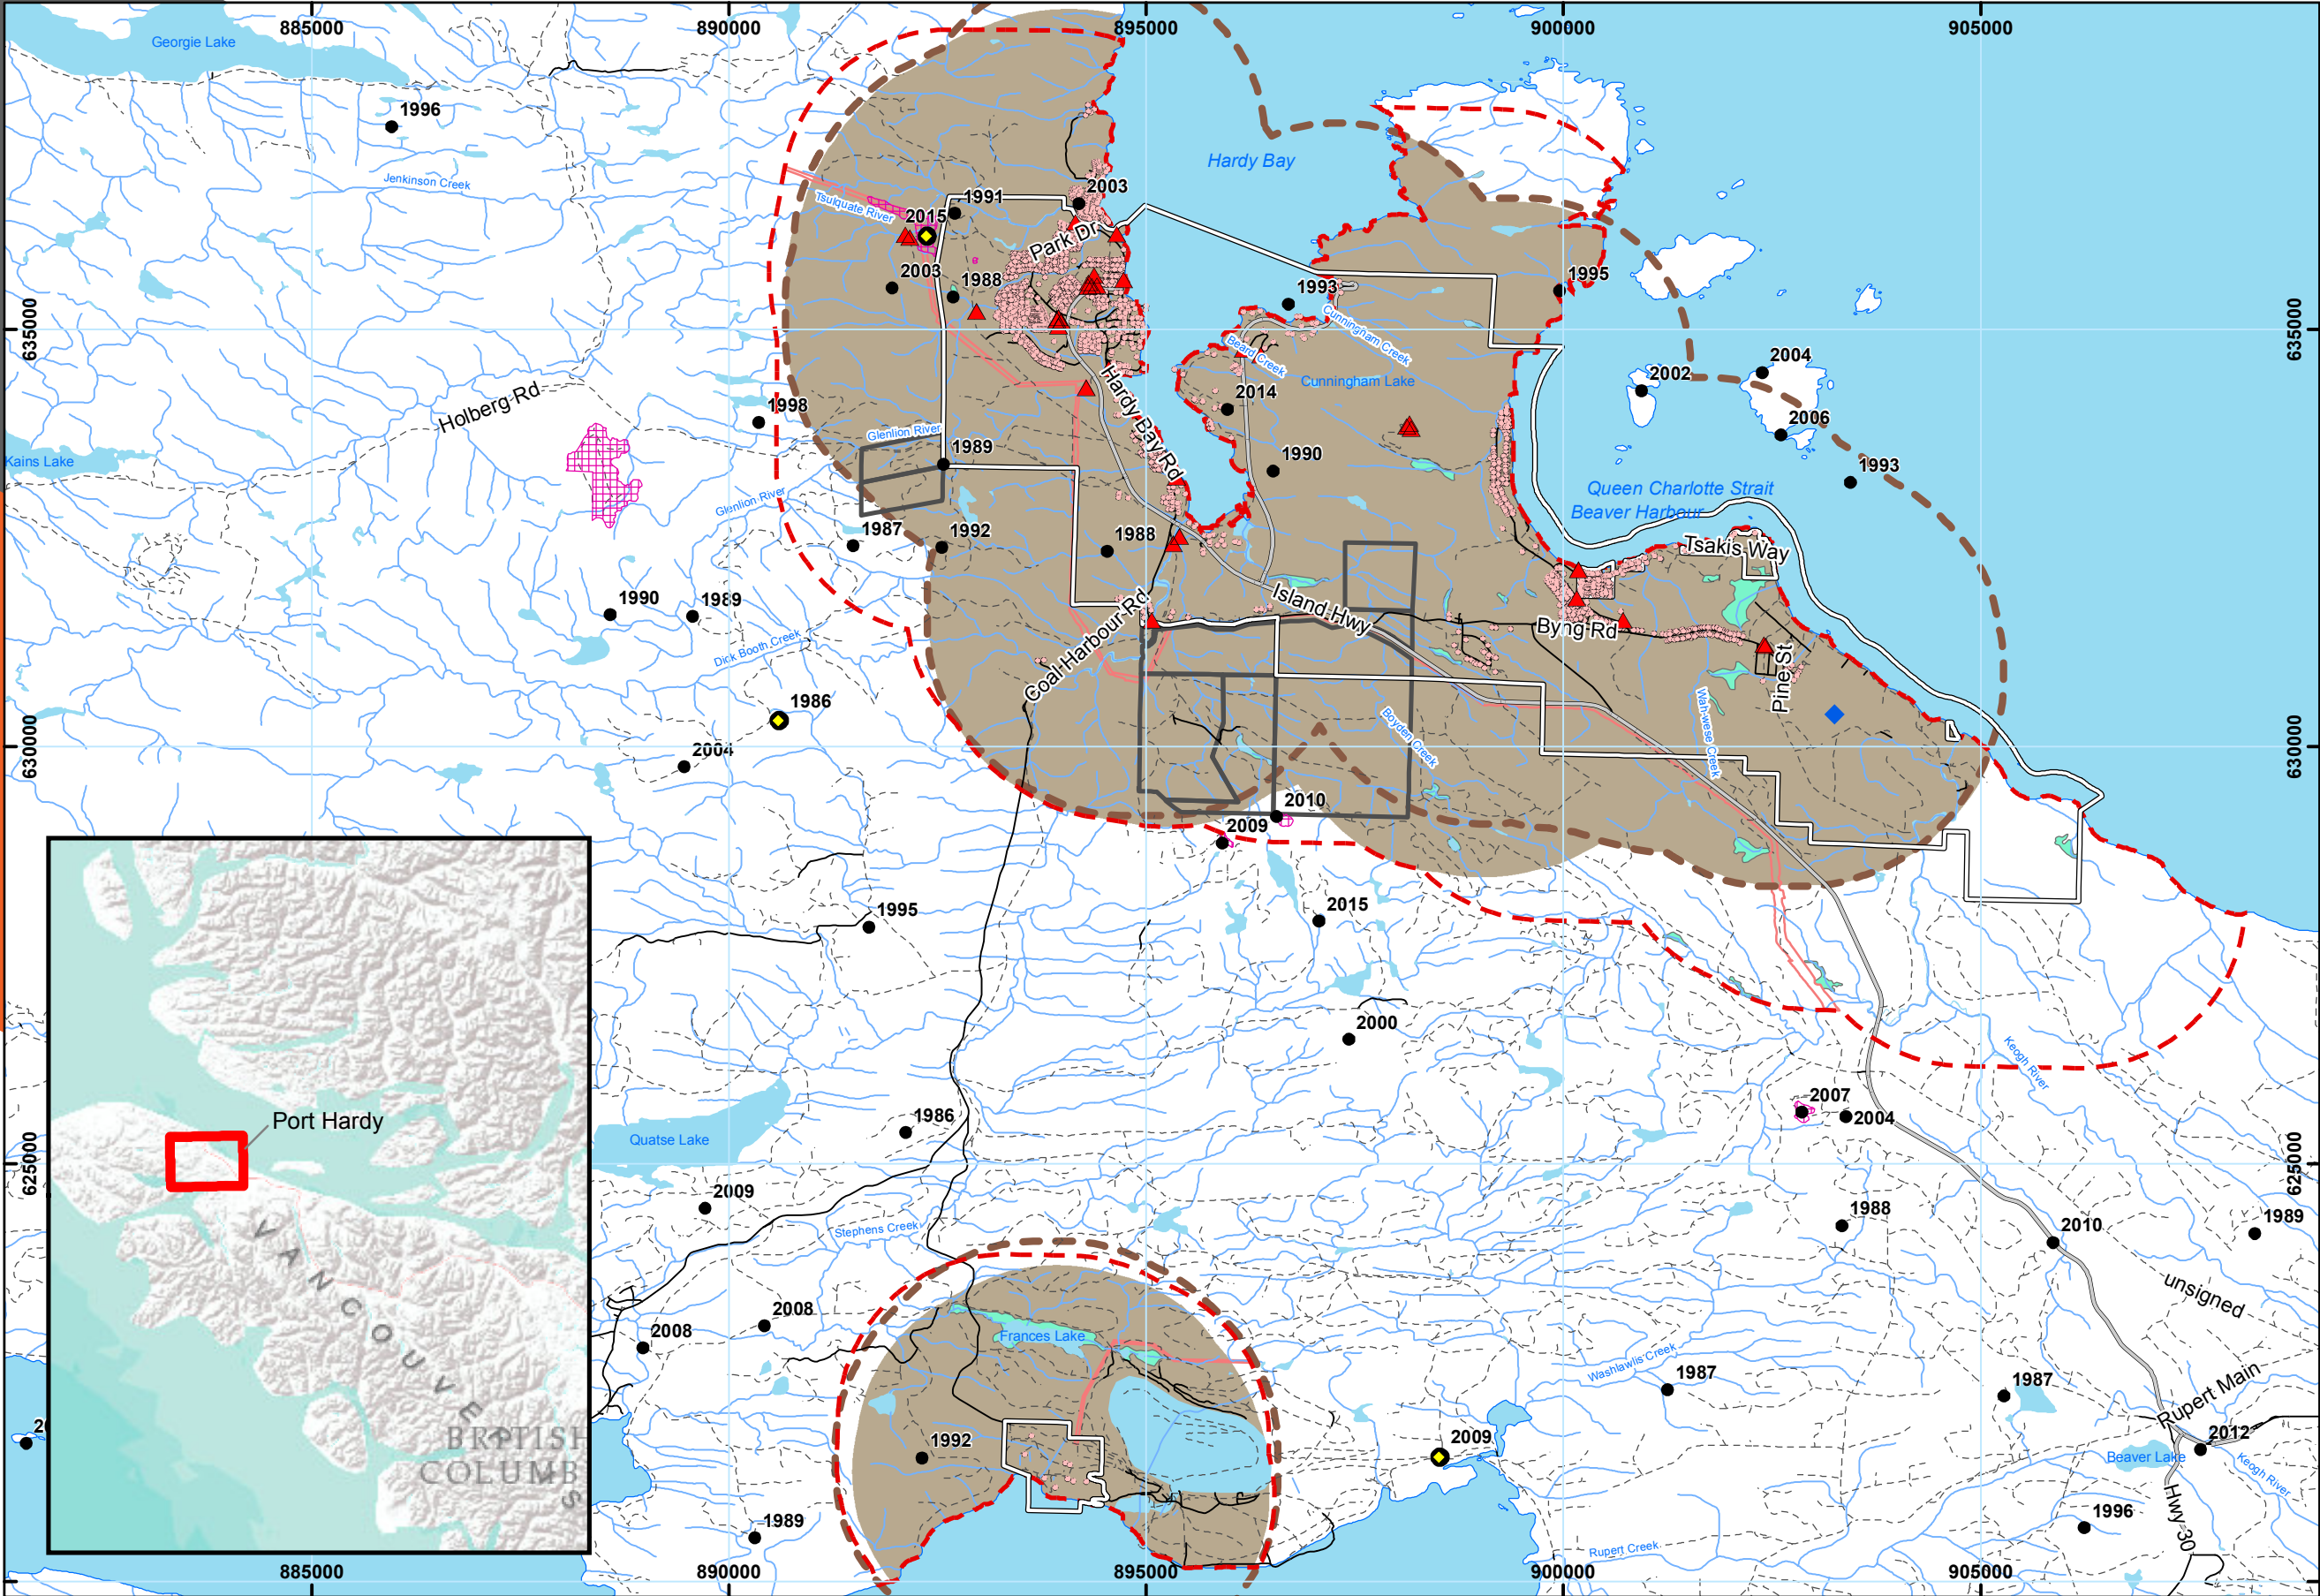 885000
890000
895000
900000
905000
Georgie Lake
1996
Hardy Bay
Jenkinson Creek
Tsulquate River
1991
2003
2015
Park Dr
2003
1988
1993
1995
635000
635000
Cunningham Creek
Beard Creek
Cunningham Lake
2004
2002
Holberg Rd
1998
2014
Hardy Bay Rd
2006
Glenlion River
1989
1990
1993
Kains Lake
Queen Charlotte Strait
Beaver Harbour
Glenlion River
1987
1992
1988
Tsakis Way
1990
1989
Island Hwy
Byng Rd
Dick Booth Creek
Coal Harbour Rd
Pine St
1986
Wah-wese Creek
Boyden Creek
2004
630000
630000
2010
2009
1995
2015
2000
Keogh River
2007
2004
Port Hardy
1986
Quatse Lake
625000
625000
2009
Stephens Creek
1988
2010
1989
unsigned
2008
2008
Frances Lake
Washlawlis Creek
1987
1987
Rupert Main
VANCOUVER
BRITISH
COLUMB
S
1992
2009
2012
Beaver Lake
Keogh River
20
1989
1996
Hwy 30
Rupert Creek
885000
890000
895000
900000
905000